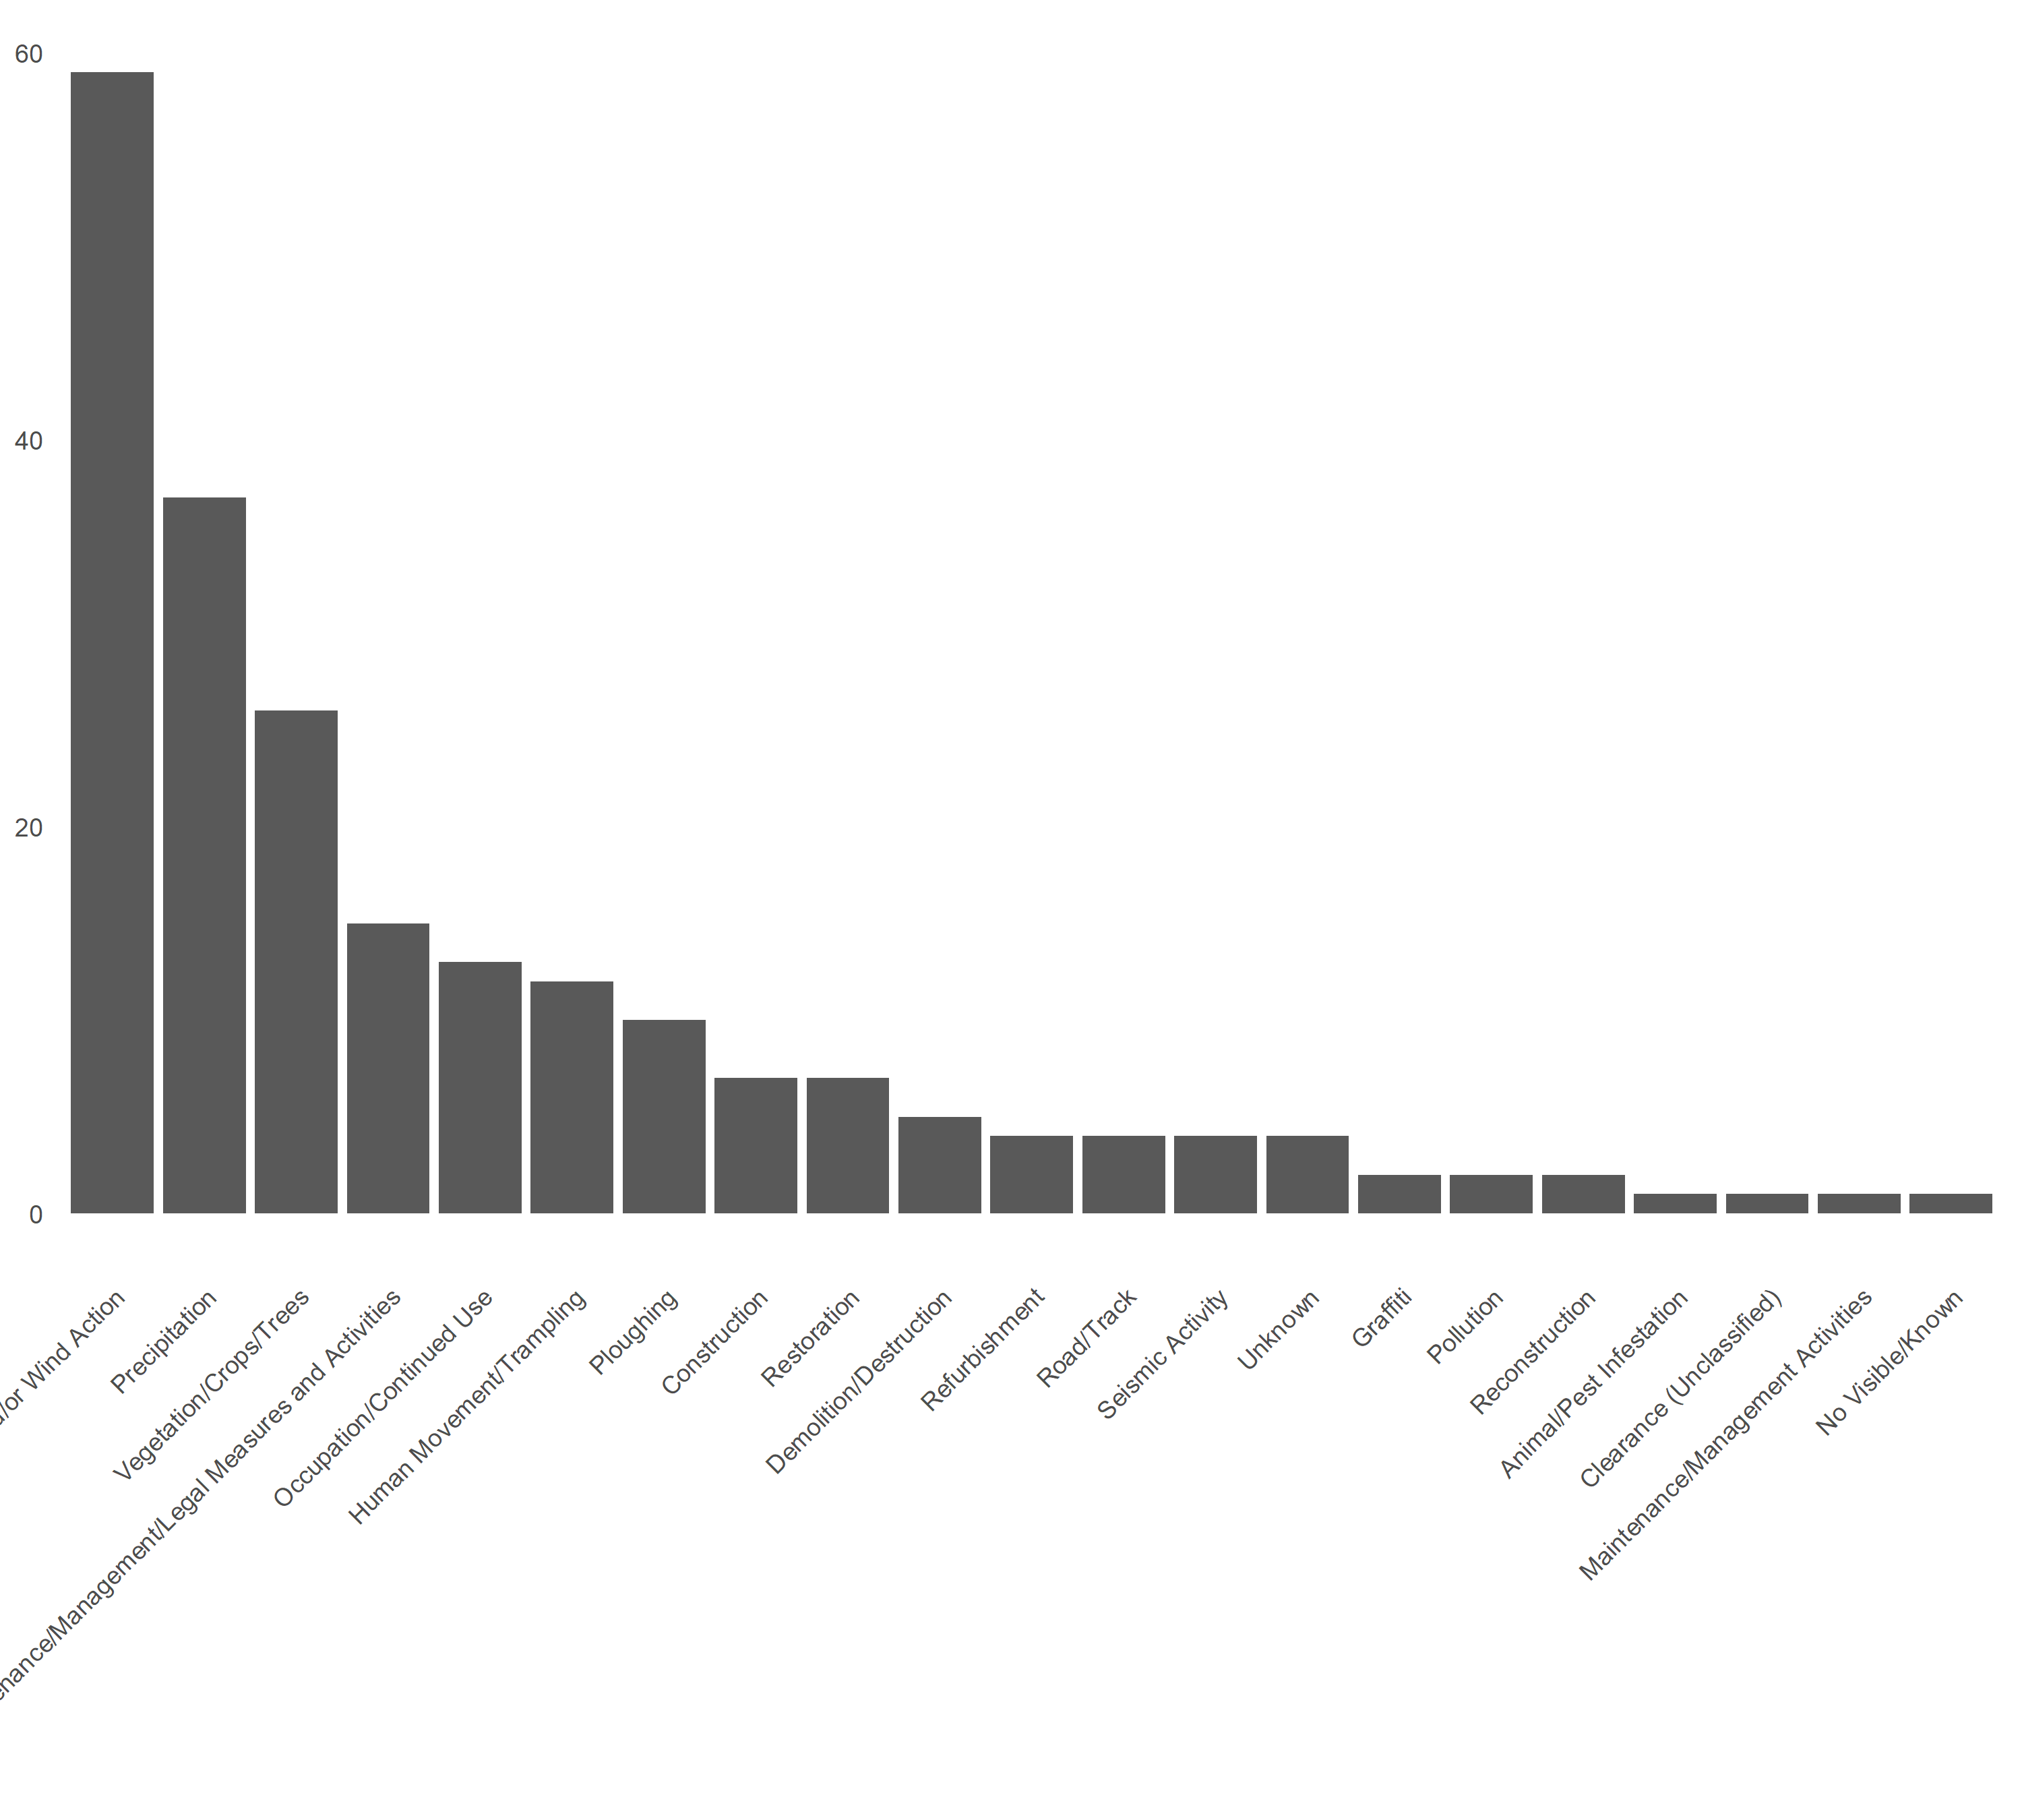 60
40
20
0
/or Wind Action
Precipitation
Vegetation/Crops/Trees
enance/Management/Legal Measures and Activities
Occupation/Continued Use
Human Movement/Trampling
Ploughing
Construction
Restoration
Demolition/Destruction
Refurbishment
Road/Track
Seismic Activity
Unknown
Graffiti
Pollution
Reconstruction
Animal/Pest Infestation
Clearance (Unclassified)
Maintenance/Management Activities
No Visible/Known